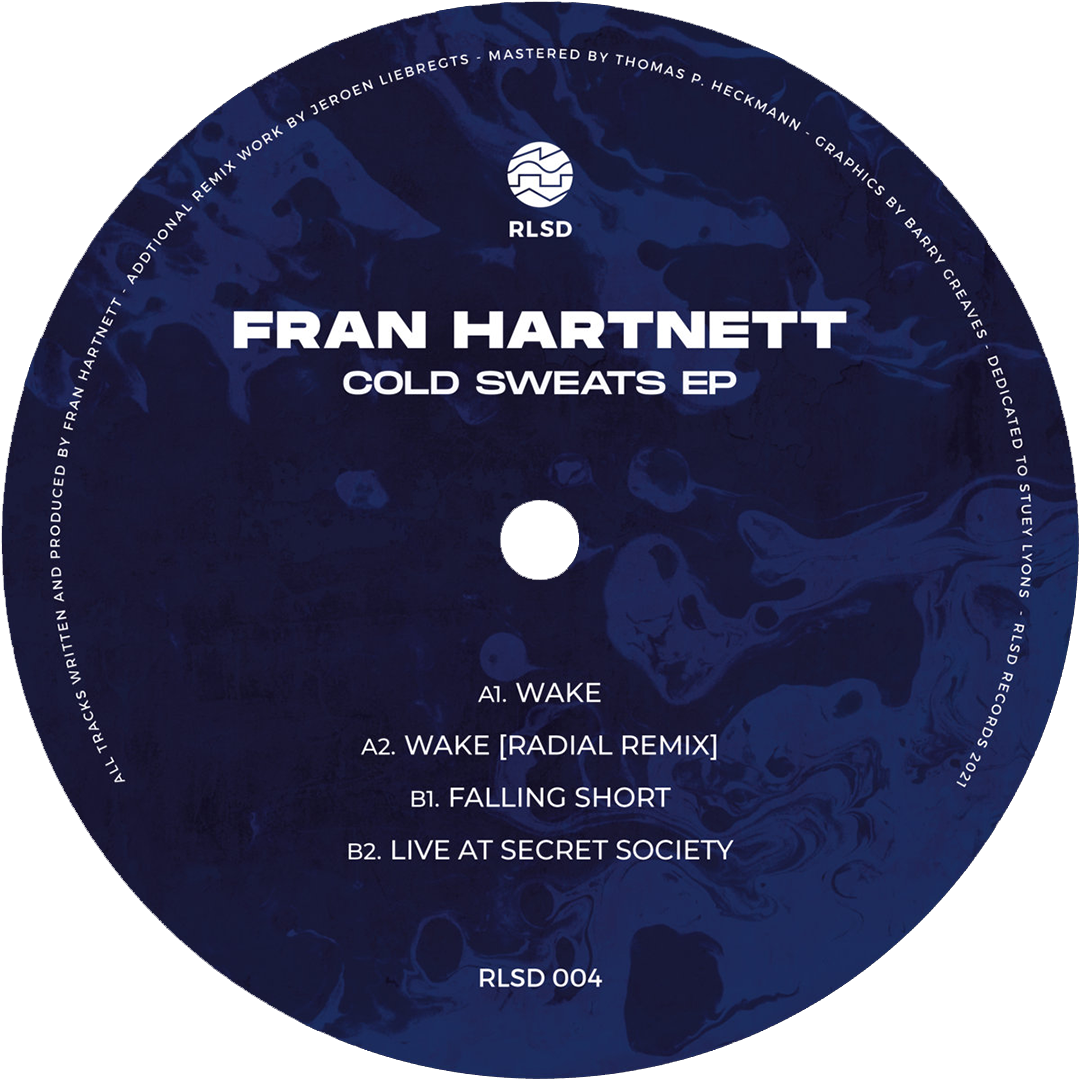 ALL TRACKS WRITTEN AND PRODUCED BY FRAN HARTNETT - ADDTIONAL REMIX WORK BY JEROEN LIEBREGTS - MASTERED BY THOMAS P. HECKMANN - GRAPHICS BY BARRY GREAVES - DEDICATED TO STUEY LYONS - RLSD RECORDS 2021
RLSD
FRAN HARTNETT
COLD SWEATS EP
A1. WAKE
A2. WAKE [RADIAL REMIX]
B1. FALLING SHORT
B2. LIVE AT SECRET SOCIETY
RLSD 004